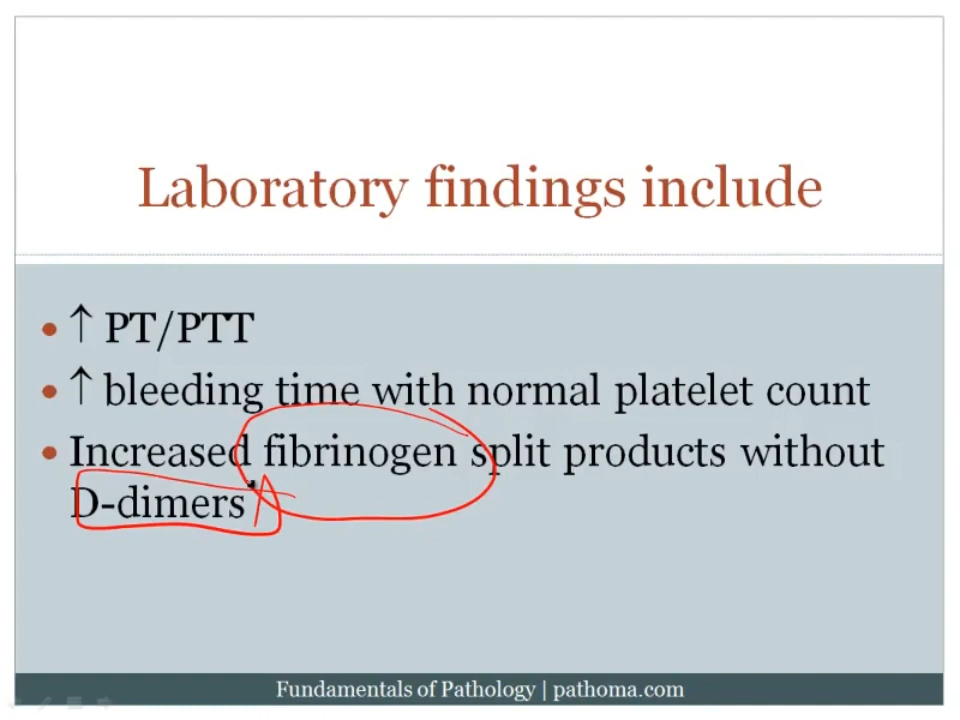 Laboratory findings include
• ↑ PT/PTT
• ↑ bleeding time with normal platelet count
• Increased fibrinogen split products without
D-dimers
Fundamentals of Pathology | pathoma.com